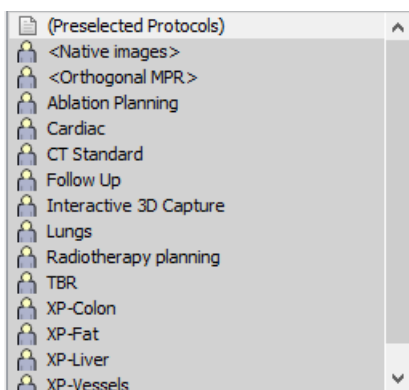 (Preselected Protocols)
<Native images>
<Orthogonal MPR>
Ablation Planning
Cardiac
CT Standard
Follow Up
Interactive 3D Capture
Lungs
Radiotherapy planning
TBR
XP-Colon
XP-Fat
XP-Liver
XP-Vessels